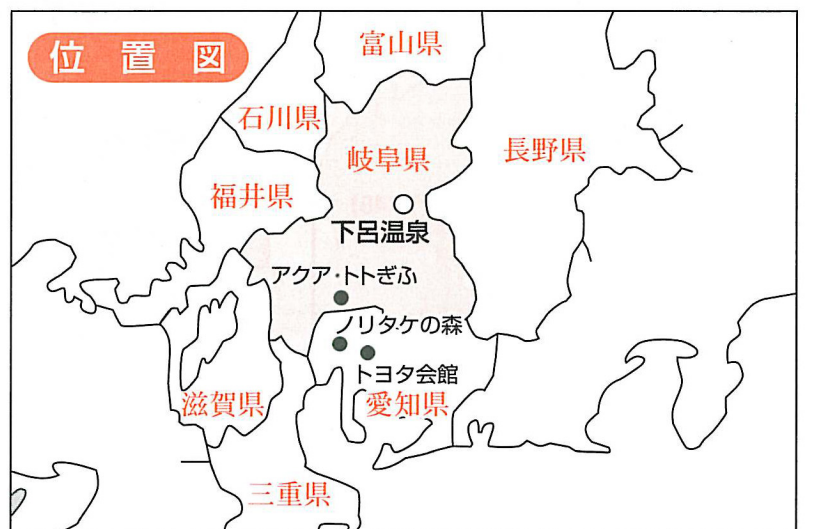 位置図
富山県
石川県
岐阜県
長野県
福井県
下呂温泉
アクア・トトぎふ
ノリタケの森
トヨタ会館
滋賀県
愛知県
三重県